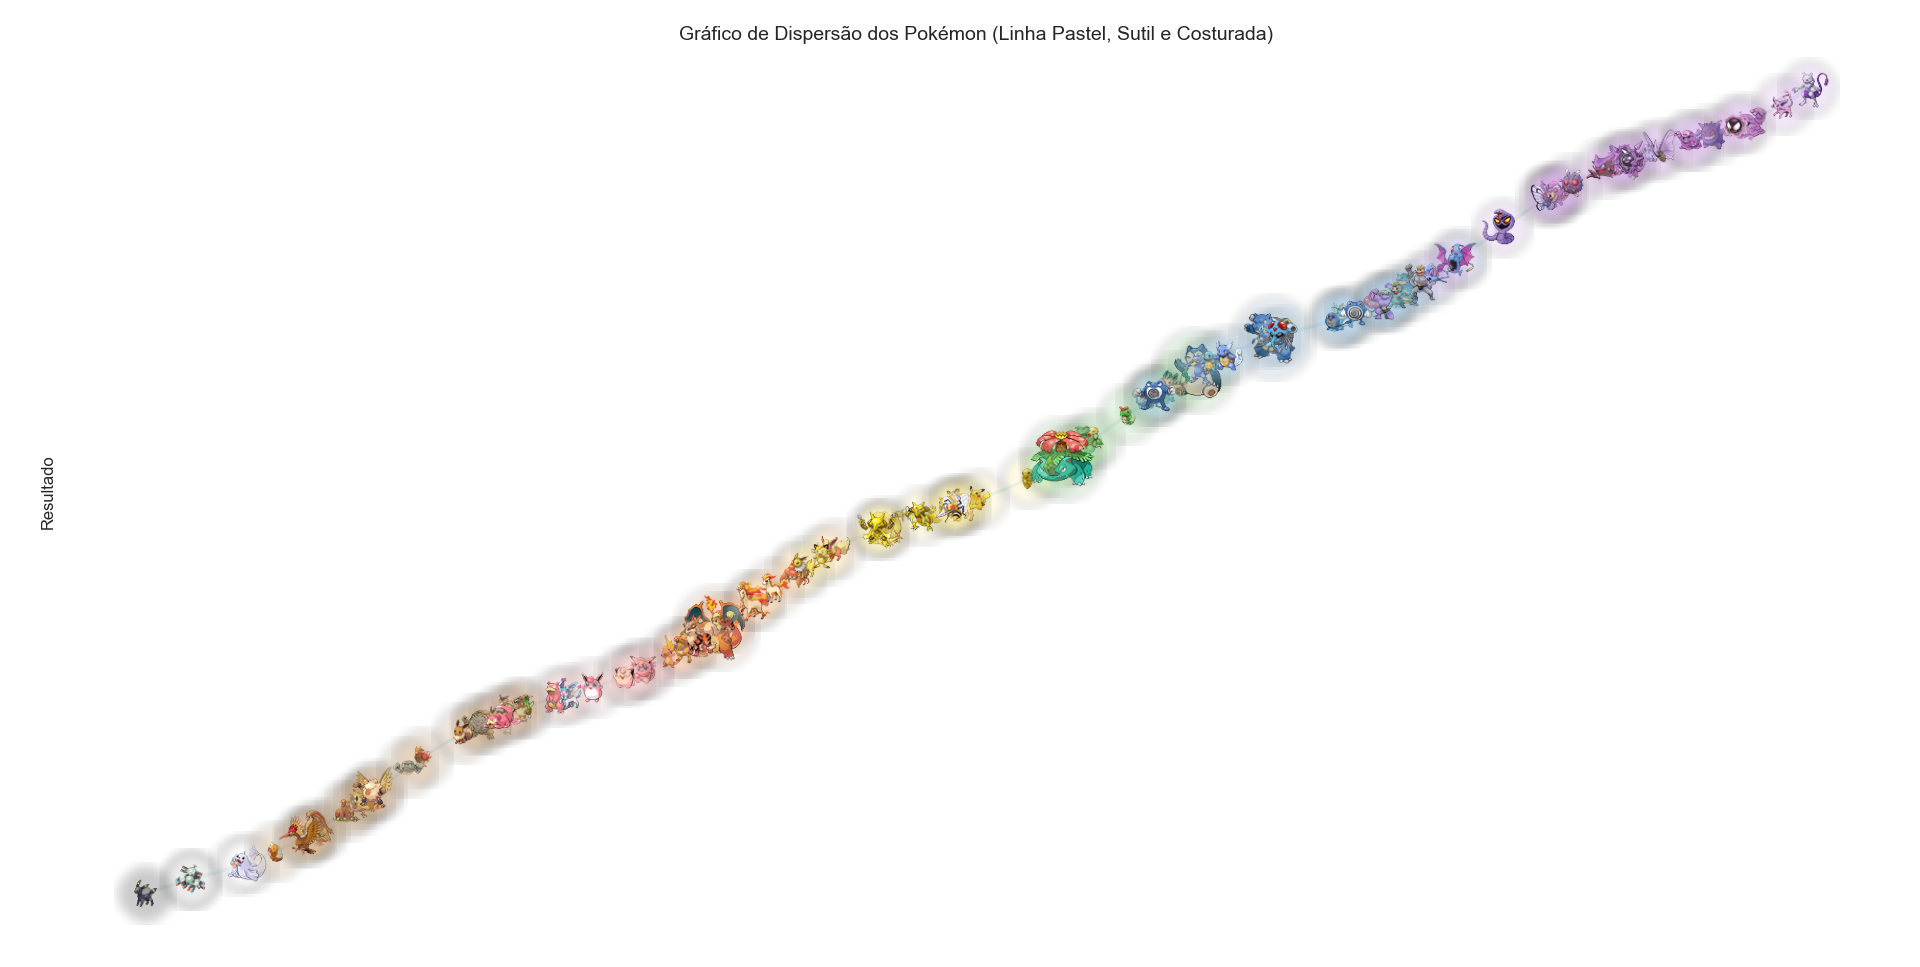 Gráfico de Dispersão dos Pokémon (Linha Pastel, Sutil e Costurada)
Resultado